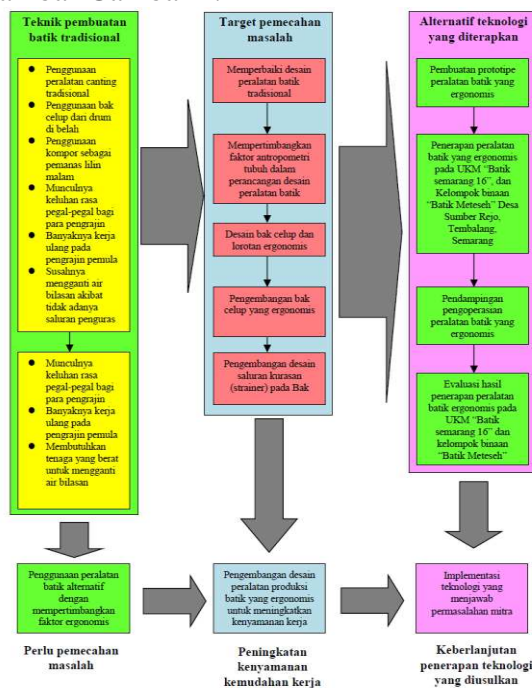 Teknik pembuatan
batik tradisional
Penggunaan
peralatan canting
tradisional
Penggunaan bak
celup dan drum
di belah
Penggunaan
kompor sebagai
pemanas lilin
malam
Munculnya
keluhan rasa
pegal-pegal bagi
para pengrajin
Banyaknya kerja
ulang pada
pengrajin pemula
Susahnya
mengganti air
bilasan akibat
tidak adanya
saluran penguras
Munculnya
keluhan rasa
pegal-pegal bagi
para pengrajin
Banyaknya kerja
ulang pada
pengrajin pemula
Membutuhkan
tenaga yang berat
untuk mengganti
air bilasan
Penggunaan peralatan
batik alternatif
dengan
mempertimbangkan
faktor ergonomis
Perlu pemecahan
masalah
Target pemecahan
masalah
Memperbaiki desain
peralatan batik
tradisional
Mempertimbangkan
faktor antropometri
tubuh dalam
perancangan desain
peralatan batik
Desain bak celup dan
lorotan ergonomis
Pengembangan bak
celup yang ergonomis
Pengembangan desain
saluran kurasan
(strainer) pada Bak
Pengembangan desain
peralatan produksi
batik yang ergonomis
untuk meningkatkan
kenyamanan kerja
Peningkatan
kenyamanan
kemudahan kerja
Alternatif teknologi
yang diterapkan
Pembuatan prototipe
peralatan batik yang
ergonomis
Penerapan peralatan
batik yang ergonomis
pada UKM “Batik
semarang 16”, dan
Kelompok binaan
“Batik Meteseh” Desa
Sumber Rejo,
Tembalang,
Semarang
Pendampingan
pengoperasian
peralatan batik yang
ergonomis
Evaluasi hasil
penerapan peralatan
batik ergonomis pada
UKM “Batik
semarang 16” dan
kelompok binaan
“Batik Meteseh”
Implementasi
teknologi yang
menjawab
permasalahan mitra
Keberlanjutan
penerapan teknologi
yang diusulkan